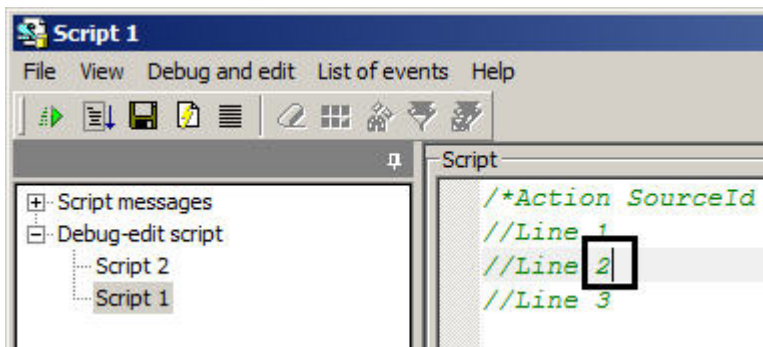 Script 1
File View Debug and edit List of events Help
Script
Script messages
Debug-edit script
Script 2
Script 1
/*Action SourceId
//Line 1
//Line 2
//Line 3